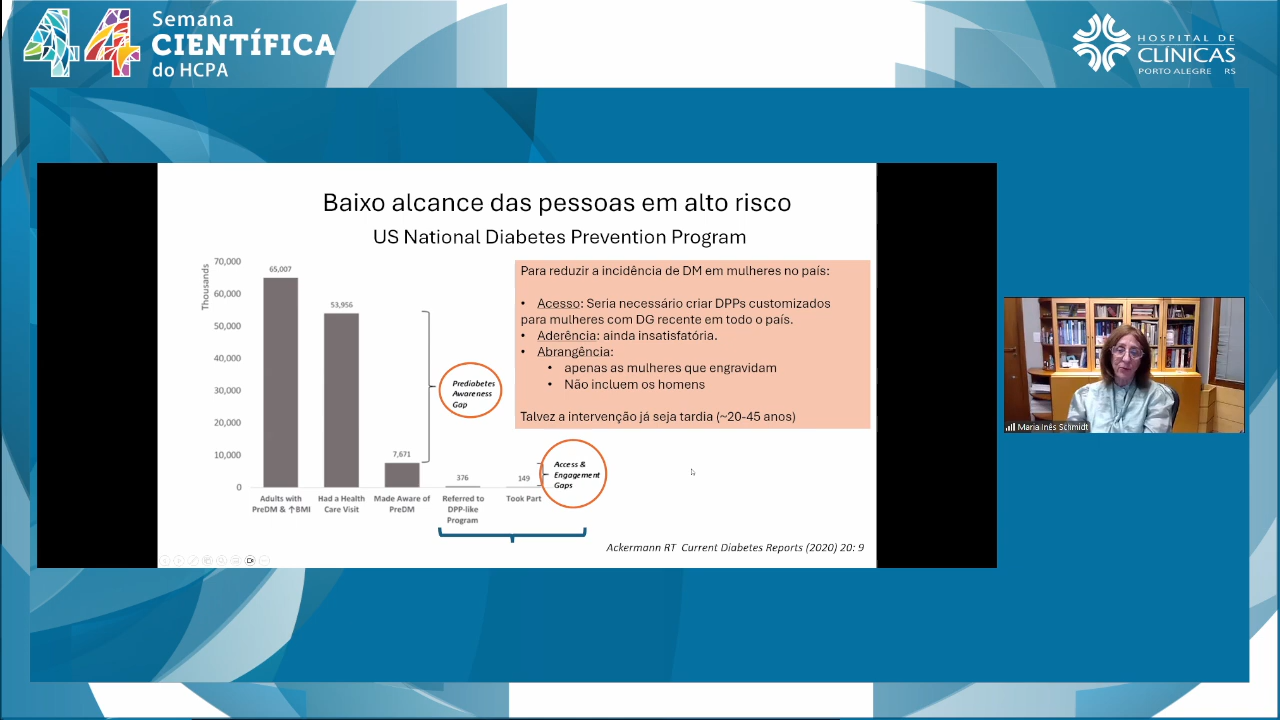 44 Semana
CIENTÍFICA
do HCPA
HOSPITAL DE
CLÍNICAS
PORTO ALEGRE RS
Baixo alcance das pessoas em alto risco
US National Diabetes Prevention Program
Thousands
70,000
60,000
50,000
40,000
30,000
20,000
10,000
0
65,007
53,956
7,671
376
149
Adults with
PreDM & ↑BMI
Had a Health
Care Visit
Made Aware of
PreDM
Referred to
DPP-like
Program
Took Part
Prediabetes
Awareness
Gap
Access &
Engagement
Gaps
Para reduzir a incidência de DM em mulheres no país:
• Acesso: Seria necessário criar DPPs customizados
para mulheres com DG recente em todo o país.
• Aderência: ainda insatisfatória.
• Abrangência:
• apenas as mulheres que engravidam
• Não incluem os homens
Talvez a intervenção já seja tardia (~20-45 anos)
Ackermann RT Current Diabetes Reports (2020) 20: 9
Maria Inês Schmidt